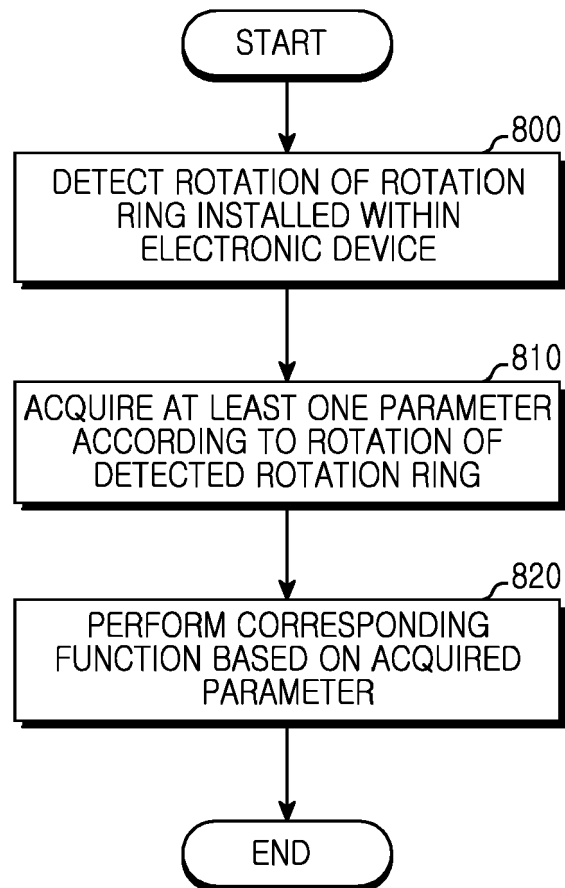 START
800
DETECT ROTATION OF ROTATION
RING INSTALLED WITHIN
ELECTRONIC DEVICE
810
ACQUIRE AT LEAST ONE PARAMETER
ACCORDING TO ROTATION OF
DETECTED ROTATION RING
820
PERFORM CORRESPONDING
FUNCTION BASED ON ACQUIRED
PARAMETER
END